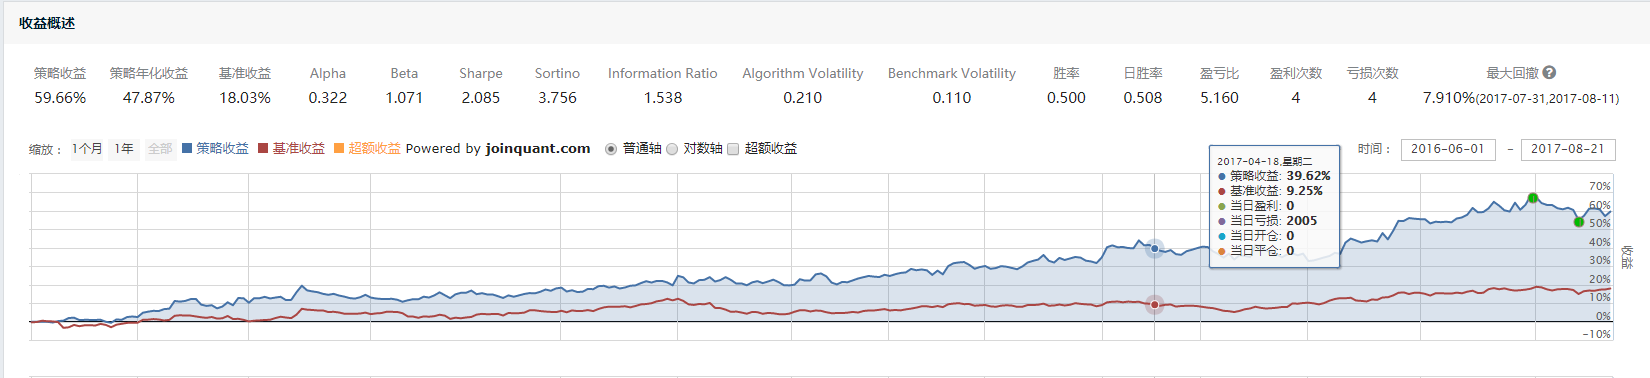 收益概述
策略收益 策略年化收益 基准收益 Alpha Beta Sharpe Sortino Information Ratio Algorithm Volatility Benchmark Volatility 胜率 日胜率 盈亏比 盈利次数 亏损次数 最大回撤 ?
59.66% 47.87% 18.03% 0.322 1.071 2.085 3.756 1.538 0.210 0.110 0.500 0.508 5.160 4 4 7.910%(2017-07-31,2017-08-11)
缩放： 1个月 1年 全部 策略收益 基准收益 超额收益 Powered by joinquant.com 普通轴 对数轴 超额收益 时间： 2016-06-01 - 2017-08-21
2017-04-18,星期二
策略收益: 39.62%
基准收益: 9.25%
当日盈利: 0
当日亏损: 2005
当日开仓: 0
当日平仓: 0
70%
60%
50%
40%
30%
20%
10%
0%
-10%
收益